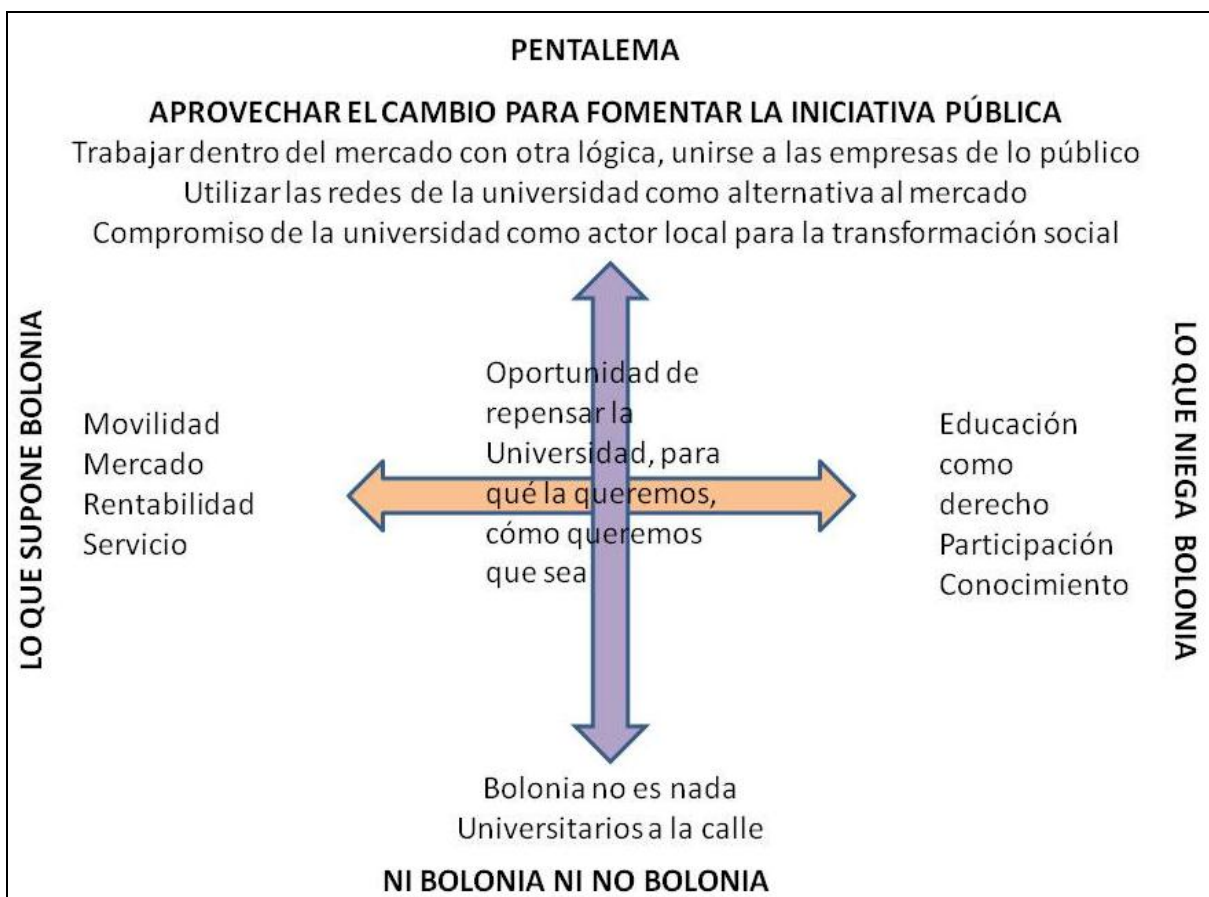 PENTALEMA
APROVECHAR EL CAMBIO PARA FOMENTAR LA INICIATIVA PÚBLICA
Trabajar dentro del mercado con otra lógica, unirse a las empresas de lo público
Utilizar las redes de la universidad como alternativa al mercado
Compromiso de la universidad como actor local para la transformación social
LO QUE SUPONE BOLONIA
Movilidad
Mercado
Rentabilidad
Servicio
Oportunidad de
repensar la
Universidad, para
qué la queremos,
cómo queremos
que sea
Educación
como
derecho
Participación
Conocimiento
LO QUE NIEGA BOLONIA
Bolonia no es nada
Universitarios a la calle
NI BOLONIA NI NO BOLONIA